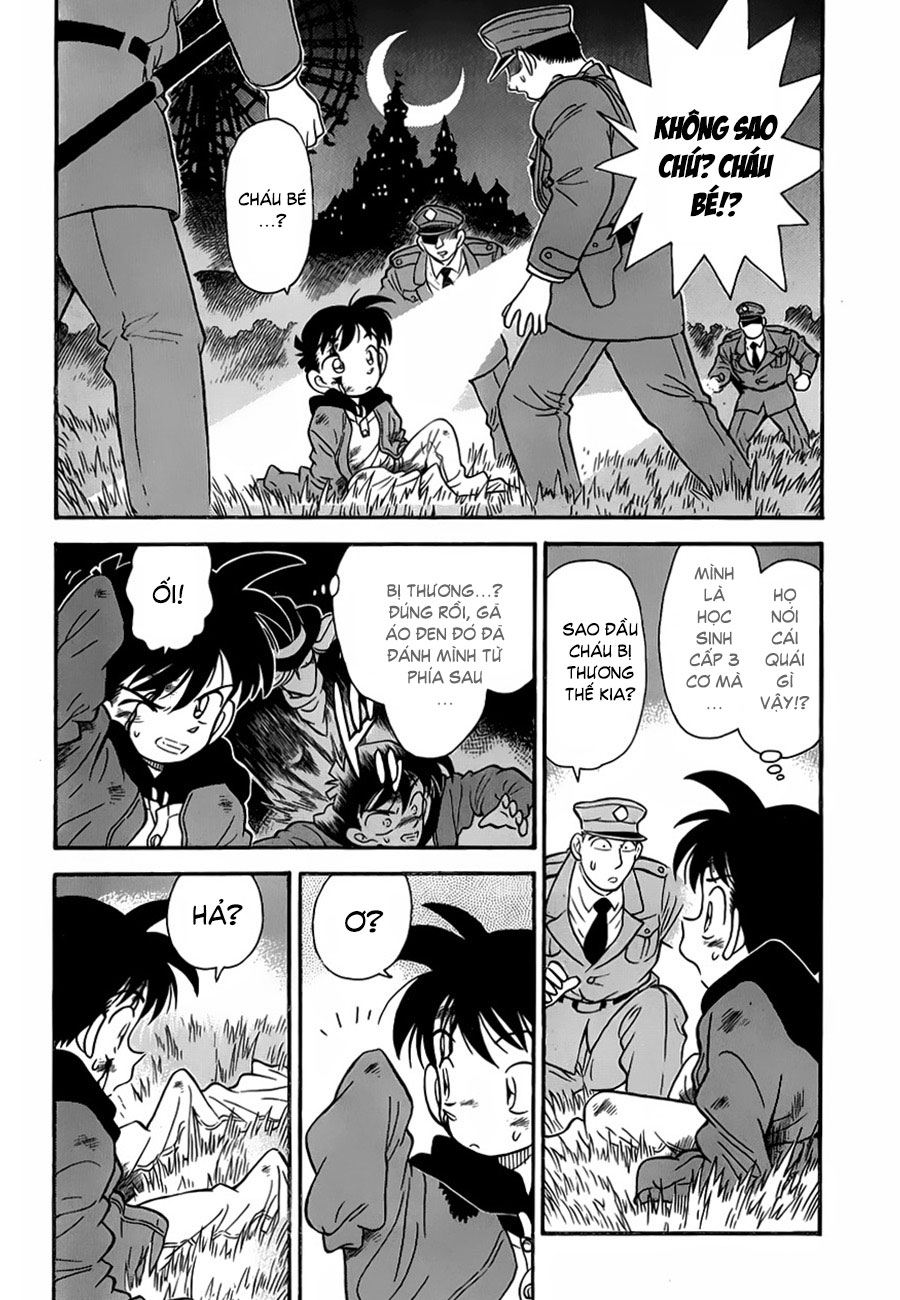 KHÔNG SAO
CHỨ? CHÁU
BÉ!?
CHÁU BÉ
...?
HỌ
NÓI
CÁI
QUÁI
GÌ
VẬY!?
MÌNH
LÀ
HỌC
SINH
CẤP 3
CƠ MÀ
...
SAO ĐẦU
CHÁU BỊ
THƯƠNG
THẾ KIA?
BỊ THƯƠNG...?
ĐÚNG RỒI, GÃ
ÁO ĐEN ĐÓ ĐÃ
ĐÁNH MÌNH TỪ
PHÍA SAU
...
ỐI!
Ơ?
HẢ?